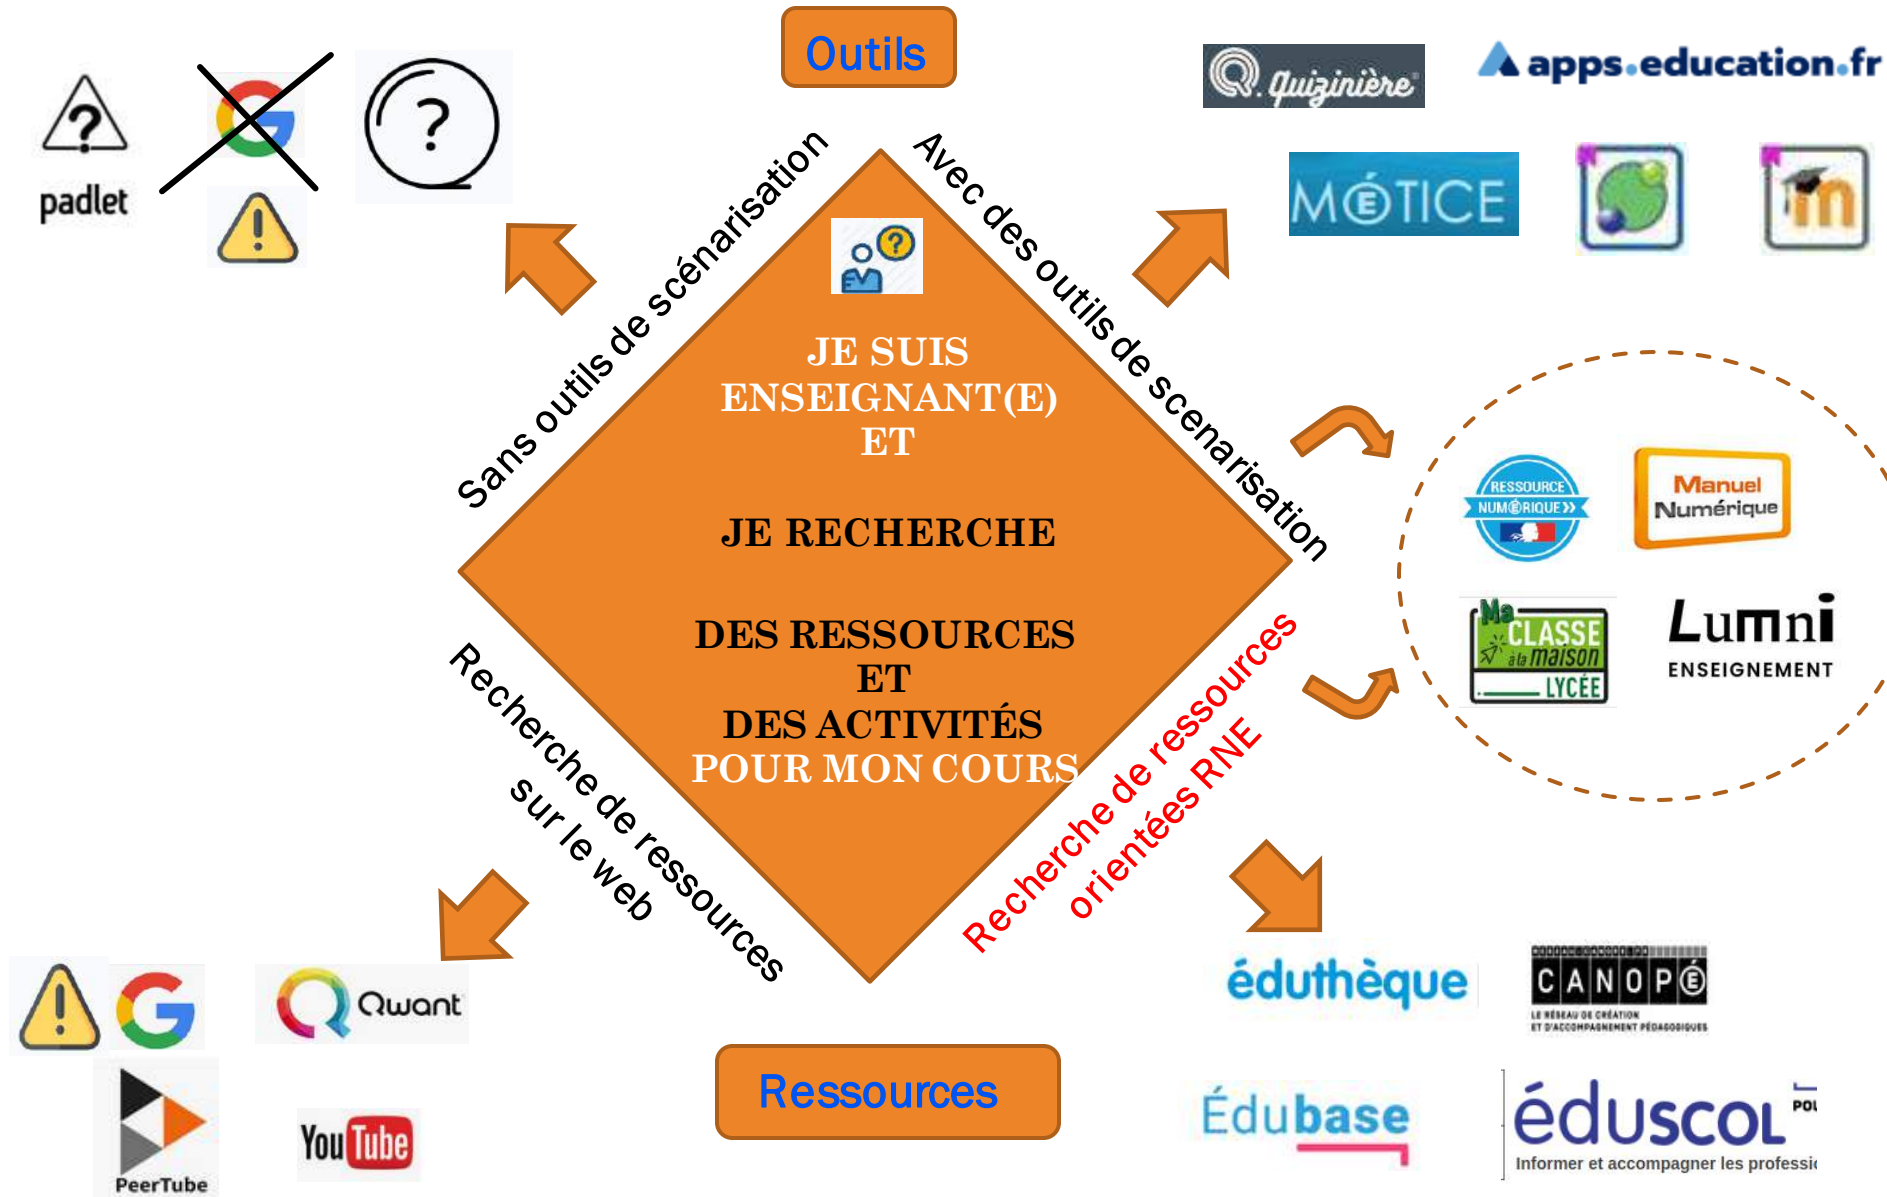 Outils
padlet
Quizinière
apps.education.fr
MÉTICE
Sans outils de scénarisation
Avec des outils de scenarisation
JE SUIS
ENSEIGNANT(E)
ET
JE RECHERCHE
DES RESSOURCES
ET
DES ACTIVITÉS
POUR MON COURS
RESSOURCE
NUMÉRIQUE
Manuel
Numérique
Ma
CLASSE
à la maison
LYCÉE
Lumni
ENSEIGNEMENT
Recherche de ressources
sur le web
Recherche de ressources
orientées RNE
Qwant
PeerTube
YouTube
Ressources
éduthèque
CANOPÉ
LE RÉSEAU DE CRÉATION
ET D'ACCOMPAGNEMENT PÉDAGOGIQUES
Édubase
éduscol
Informer et accompagner les professi